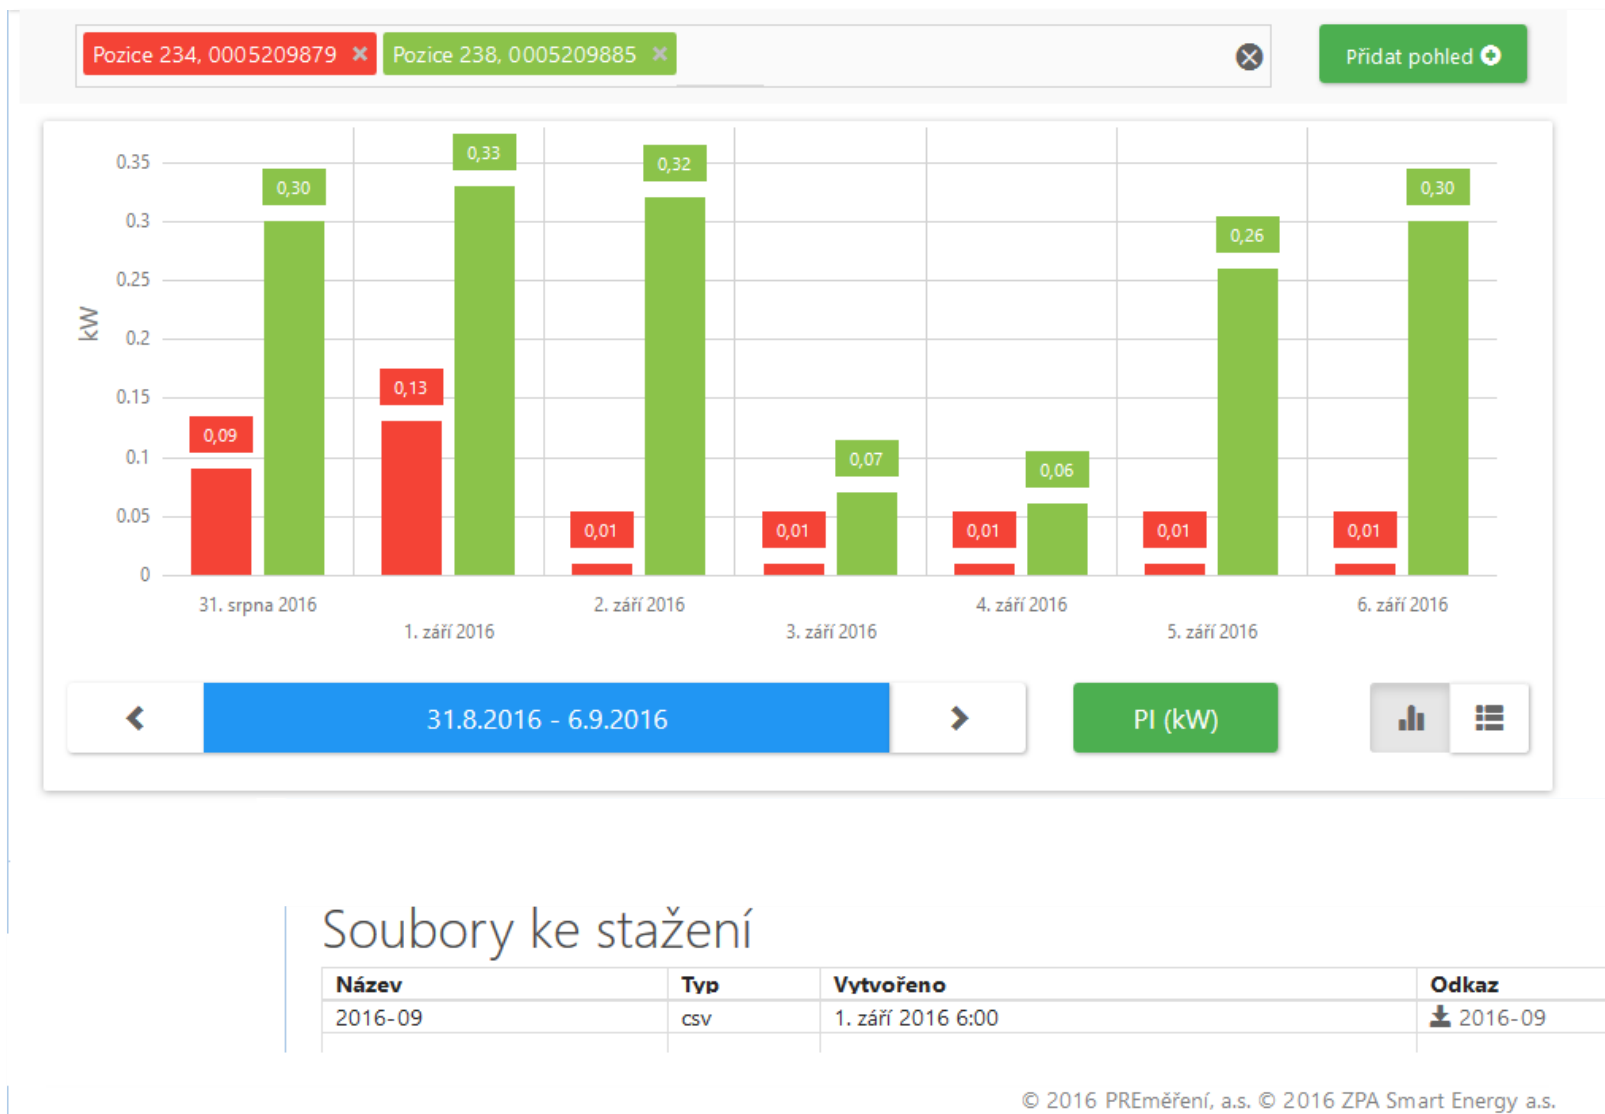 Pozice 234, 0005209879 × Pozice 238, 0005209885 × Přidat pohled
0.35
0.3
0.25
0.2
0.15
0.1
0.05
0
kW
0,30
0,33
0,32
0,26
0,30
0,09
0,13
0,01
0,01
0,07
0,01
0,06
0,01
0,01
31. srpna 2016
1. září 2016
2. září 2016
3. září 2016
4. září 2016
5. září 2016
6. září 2016
31.8.2016 - 6.9.2016
PI (kW)
Soubory ke stažení
Název Typ Vytvořeno Odkaz
2016-09 csv 1. září 2016 6:00 2016-09
© 2016 PREměření, a.s. © 2016 ZPA Smart Energy a.s.